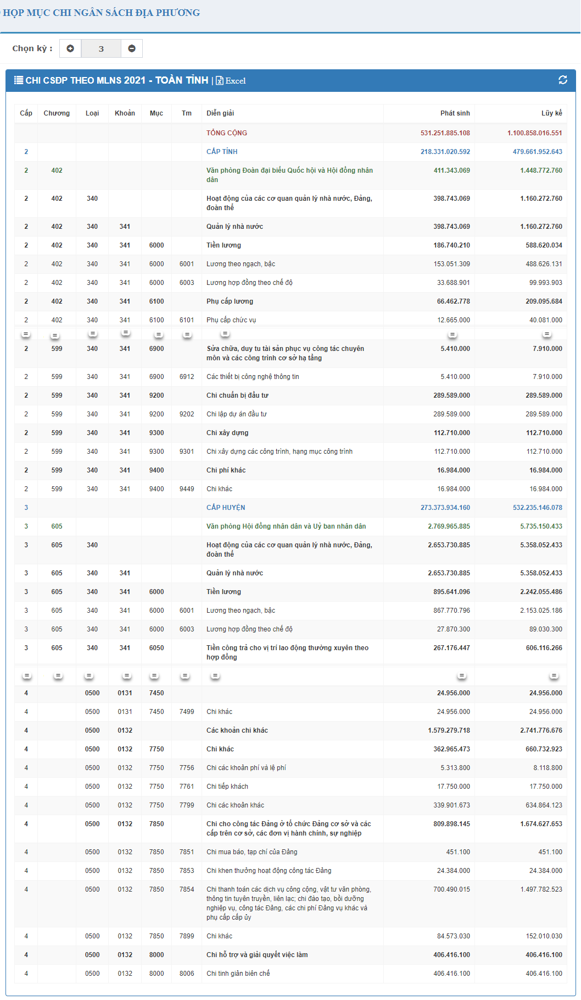 HỌP MỤC CHI NGÂN SÁCH ĐỊA PHƯƠNG
Chọn kỳ : 3
CHI CSĐP THEO MLNS 2021 - TOÀN TỈNH | Excel
Cấp Chương Loại Khoản Mục Tm Diễn giải Phát sinh Lũy kế
TỔNG CỘNG 531.251.885.108 1.100.858.016.551
2 CẤP TỈNH 218.331.020.592 479.661.952.643
2 402 Văn phòng Đoàn đại biểu Quốc hội và Hội đồng nhân 411.343.069 1.448.772.760
dân
2 402 340 Hoạt động của các cơ quan quản lý nhà nước, Đảng, 398.743.069 1.160.272.760
đoàn thể
2 402 340 341 Quản lý nhà nước 398.743.069 1.160.272.760
2 402 340 341 6000 Tiền lương 186.740.210 588.620.034
2 402 340 341 6000 6001 Lương theo ngạch, bậc 153.051.309 488.626.131
2 402 340 341 6000 6003 Lương hợp đồng theo chế độ 33.688.901 99.993.903
2 402 340 341 6100 Phụ cấp lương 66.462.778 209.095.684
2 402 340 341 6100 6101 Phụ cấp chức vụ 12.665.000 40.081.000
= = = = = = = = =
2 599 340 341 6900 Sửa chữa, duy tu tài sản phục vụ công tác chuyên 5.410.000 7.910.000
môn và các công trình cơ sở hạ tầng
2 599 340 341 6900 6912 Các thiết bị công nghệ thông tin 5.410.000 7.910.000
2 599 340 341 9200 Chi chuẩn bị đầu tư 289.589.000 289.589.000
2 599 340 341 9200 9202 Chi lập dự án đầu tư 289.589.000 289.589.000
2 599 340 341 9300 Chi xây dựng 112.710.000 112.710.000
2 599 340 341 9300 9301 Chi xây dựng các công trình, hạng mục công trình 112.710.000 112.710.000
2 599 340 341 9400 Chi phí khác 16.984.000 16.984.000
2 599 340 341 9400 9449 Chi khác 16.984.000 16.984.000
3 CẤP HUYỆN 273.373.934.160 532.235.146.078
3 605 Văn phòng Hội đồng nhân dân và Uỷ ban nhân dân 2.769.965.885 5.735.150.433
3 605 340 Hoạt động của các cơ quan quản lý nhà nước, Đảng, 2.653.730.885 5.358.052.433
đoàn thể
3 605 340 341 Quản lý nhà nước 2.653.730.885 5.358.052.433
3 605 340 341 6000 Tiền lương 895.641.096 2.242.055.486
3 605 340 341 6000 6001 Lương theo ngạch, bậc 867.770.796 2.153.025.186
3 605 340 341 6000 6003 Lương hợp đồng theo chế độ 27.870.300 89.030.300
3 605 340 341 6050 Tiền công trả cho vị trí lao động thường xuyên theo 267.176.447 606.116.266
hợp đồng
= = = = = = = = =
4 0500 0131 7450 24.956.000 24.956.000
4 0500 0131 7450 7499 Chi khác 24.956.000 24.956.000
4 0500 0132 Các khoản chi khác 1.579.279.718 2.741.776.676
4 0500 0132 7750 Chi khác 362.965.473 660.732.923
4 0500 0132 7750 7756 Chi các khoản phí và lệ phí 5.313.800 8.118.800
4 0500 0132 7750 7761 Chi tiếp khách 17.750.000 17.750.000
4 0500 0132 7750 7799 Chi các khoản khác 339.901.673 634.864.123
4 0500 0132 7850 Chi cho công tác Đảng ở tổ chức Đảng cơ sở và các 809.898.145 1.674.627.653
cấp trên cơ sở, các đơn vị hành chính, sự nghiệp
4 0500 0132 7850 7851 Chi mua báo, tạp chí của Đảng 451.100 451.100
4 0500 0132 7850 7853 Chi khen thưởng hoạt động công tác Đảng 24.384.000 24.384.000
4 0500 0132 7850 7854 Chi thanh toán các dịch vụ công cộng, vật tư văn phòng, 700.490.015 1.497.782.523
thông tin tuyên truyền, liên lạc; chi đào tạo, bồi dưỡng
nghiệp vụ, công tác Đảng, các chi phí Đảng vụ khác và
phụ cấp cấp ủy
4 0500 0132 7850 7899 Chi khác 84.573.030 152.010.030
4 0500 0132 8000 Chi hỗ trợ và giải quyết việc làm 406.416.100 406.416.100
4 0500 0132 8000 8006 Chi tinh giản biên chế 406.416.100 406.416.100